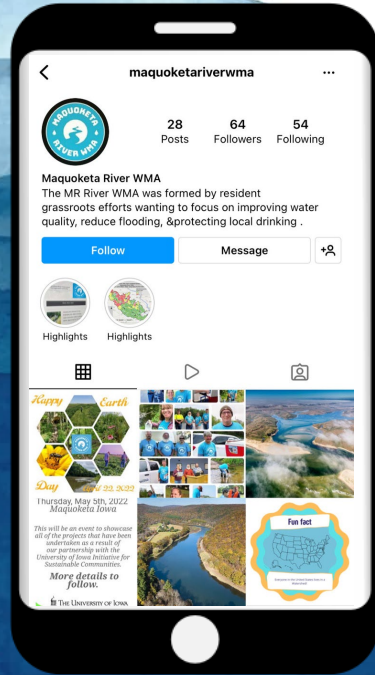 maquoketariverwma
MAQUOKETA
RIVER WMA
28
Posts
64
Followers
54
Following
Maquoketa River WMA
The MR River WMA was formed by resident
grassroots efforts wanting to focus on improving water
quality, reduce flooding, &protecting local drinking .
Follow
Message
Highlights
Highlights
Happy Earth
Day April 22, 2022
Thursday, May 5th, 2022
Maquoketa Iowa
This will be an event to showcase
all of the projects that have been
undertaken as a result of
our partnership with the
University of Iowa Initiative for
Sustainable Communities.
More details to
follow.
THE UNIVERSITY OF IOWA
Fun fact